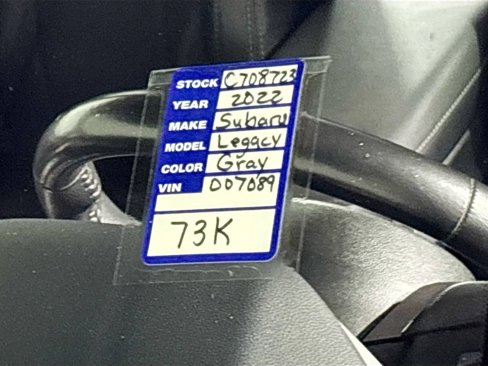 STOCK C708723
YEAR 2022
MAKE Subaru
MODEL Legacy
COLOR Gray
VIN 007089
73K